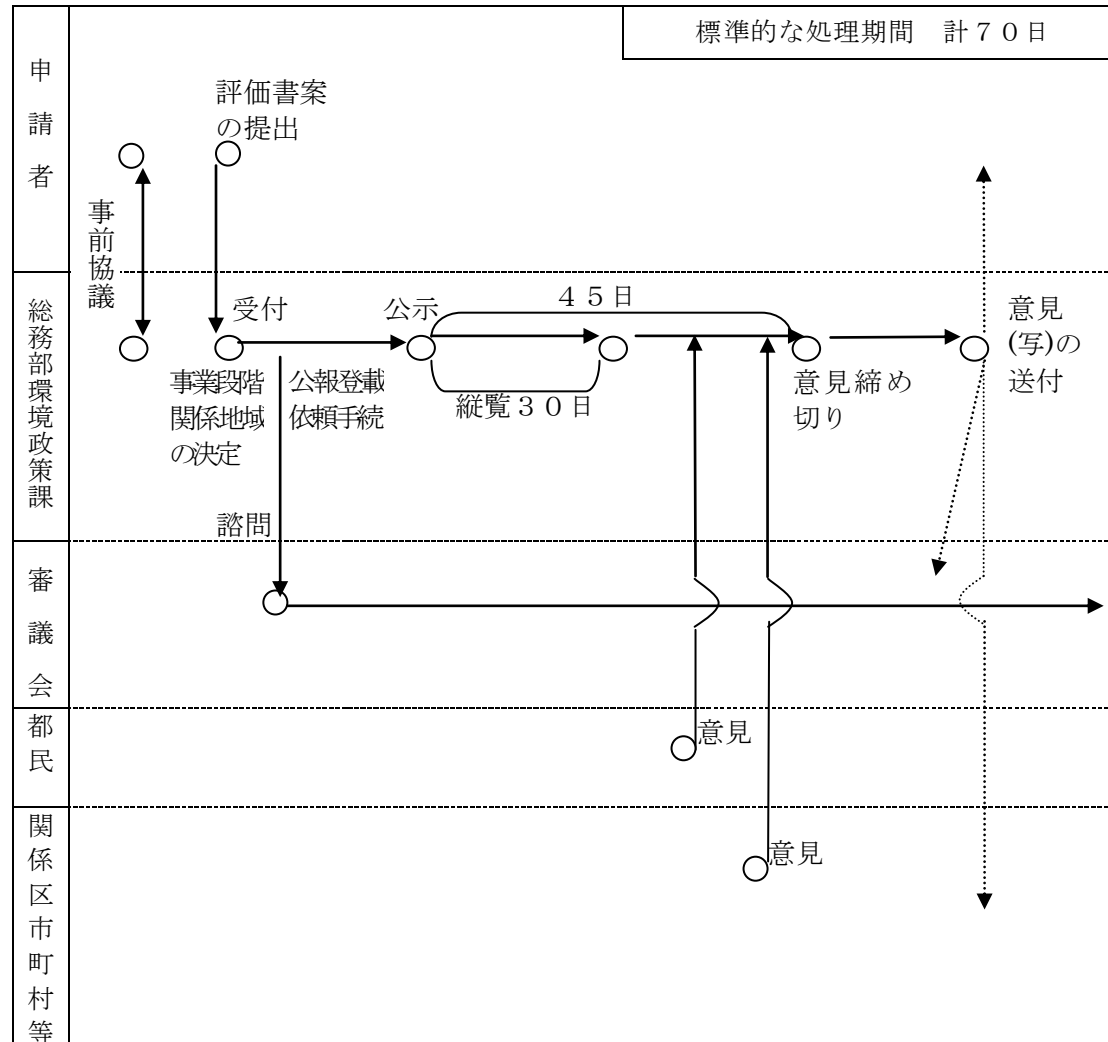 標準的な処理期間　計７０日
申請者
評価書案
の提出
事前協議
総務部環境政策課
受付
公示
４５日
意見
(写)の
送付
事業段階
関係地域
の決定
公報登載
依頼手続
縦覧３０日
意見締め
切り
諮問
審議会
都民
意見
関係区市町村等
意見